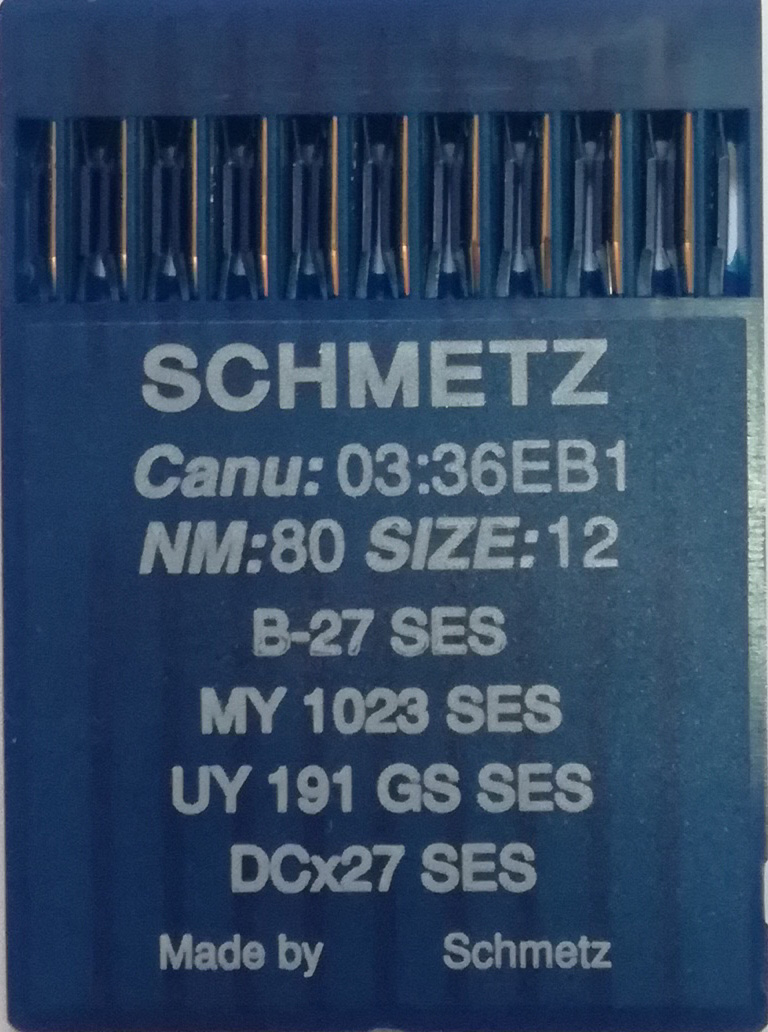 SCHMETZ
Canu: 03:36EB1
NM:80 SIZE:12
B-27 SES
MY 1023 SES
UY 191 GS SES
DCx27 SES
Made by Schmetz